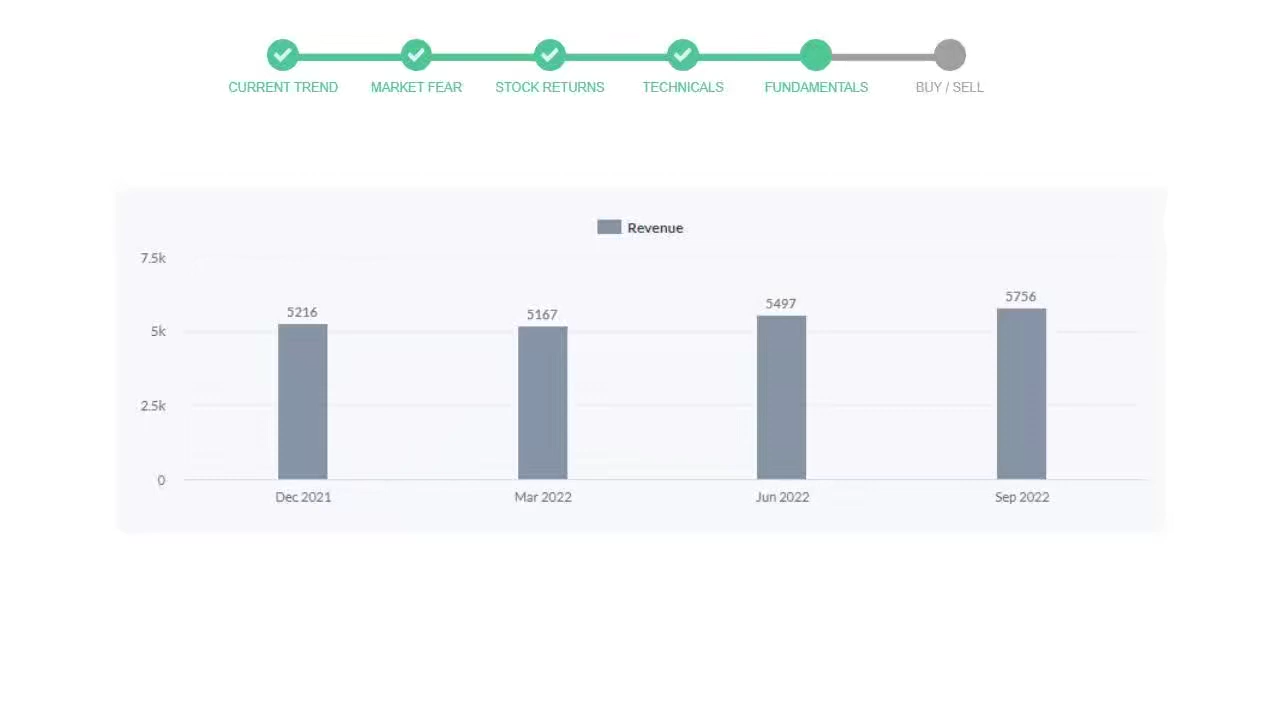 CURRENT TREND MARKET FEAR STOCK RETURNS TECHNICALS FUNDAMENTALS BUY / SELL
Revenue
7.5k
5k
2.5k
0
5216 5167 5497 5756
Dec 2021 Mar 2022 Jun 2022 Sep 2022